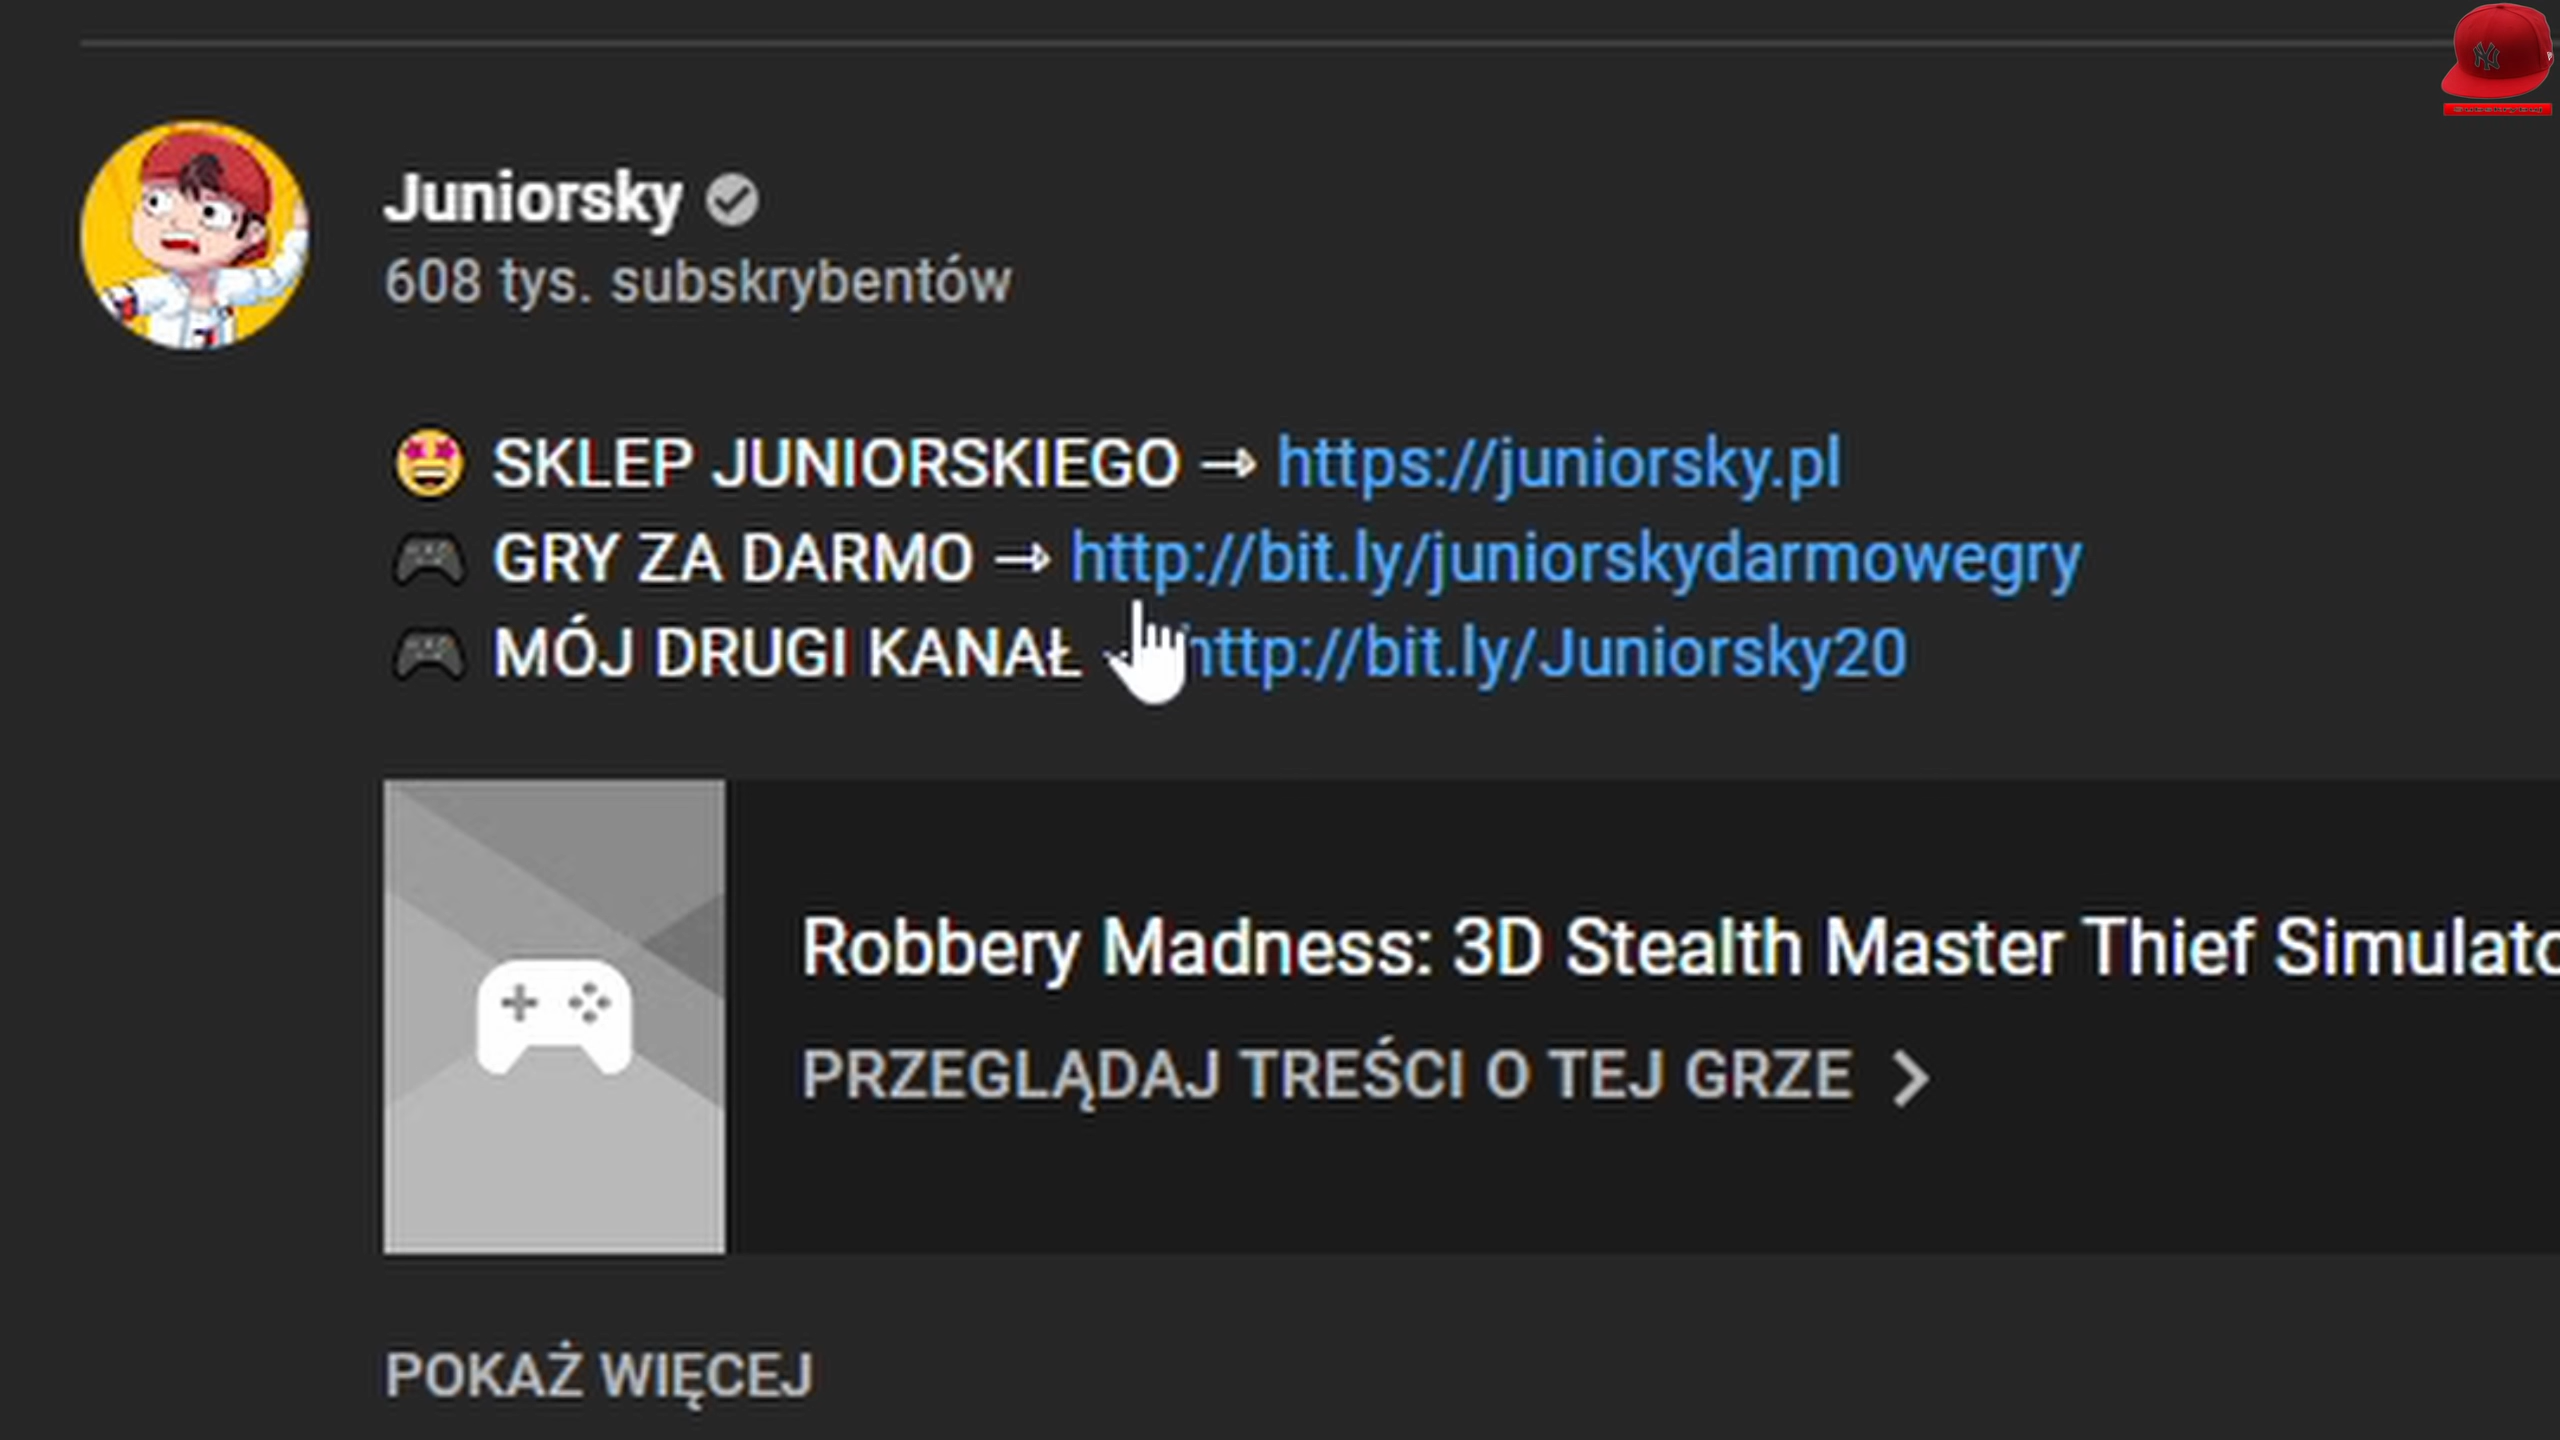 Juniorsky
608 tys. subskrybentów
SKLEP JUNIORSKIEGO → https://juniorsky.pl
GRY ZA DARMO → http://bit.ly/juniorskydarmowegry
MÓJ DRUGI KANAŁ http://bit.ly/Juniorsky20
Robbery Madness: 3D Stealth Master Thief Simulato
PRZEGLĄDAJ TREŚCI O TEJ GRZE
POKAŻ WIĘCEJ